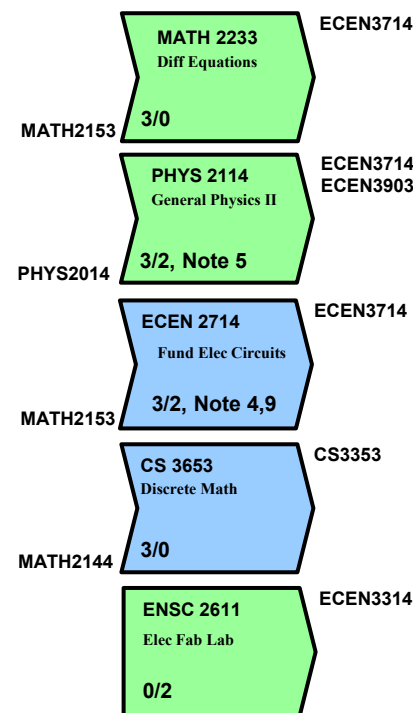 ECEN3714
MATH 2233
Diff Equations
3/0
MATH2153
ECEN3714
ECEN3903
PHYS 2114
General Physics II
3/2, Note 5
PHYS2014
ECEN3714
ECEN 2714
Fund Elec Circuits
3/2, Note 4,9
MATH2153
CS3353
CS 3653
Discrete Math
3/0
MATH2144
ECEN3314
ENSC 2611
Elec Fab Lab
0/2